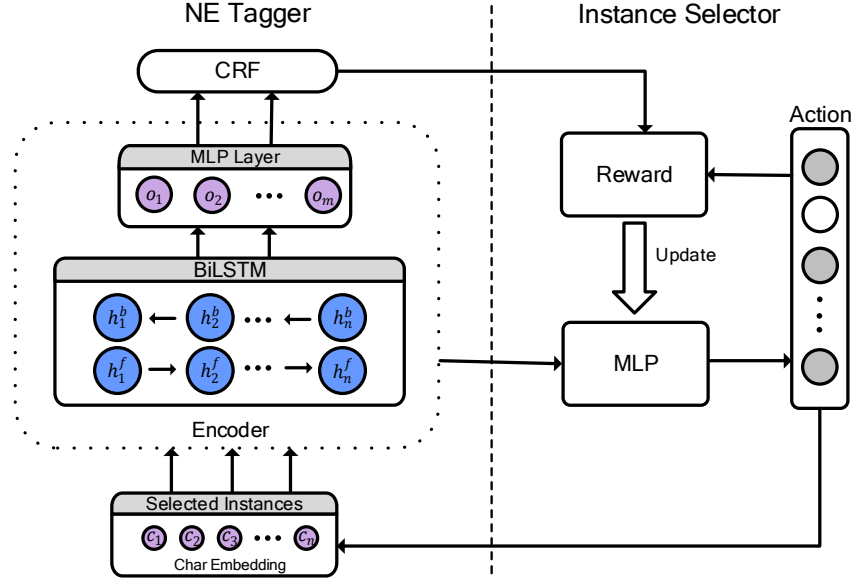 NE Tagger
Instance Selector
CRF
Action
MLP Layer
o₁ o₂ ••• oₘ
Reward
BiLSTM
Update
h₁ᵇ h₂ᵇ ••• hₙᵇ
h₁ᶠ h₂ᶠ ••• hₙᶠ
MLP
Encoder
Selected Instances
c₁ c₂ c₃ ••• cₙ
Char Embedding